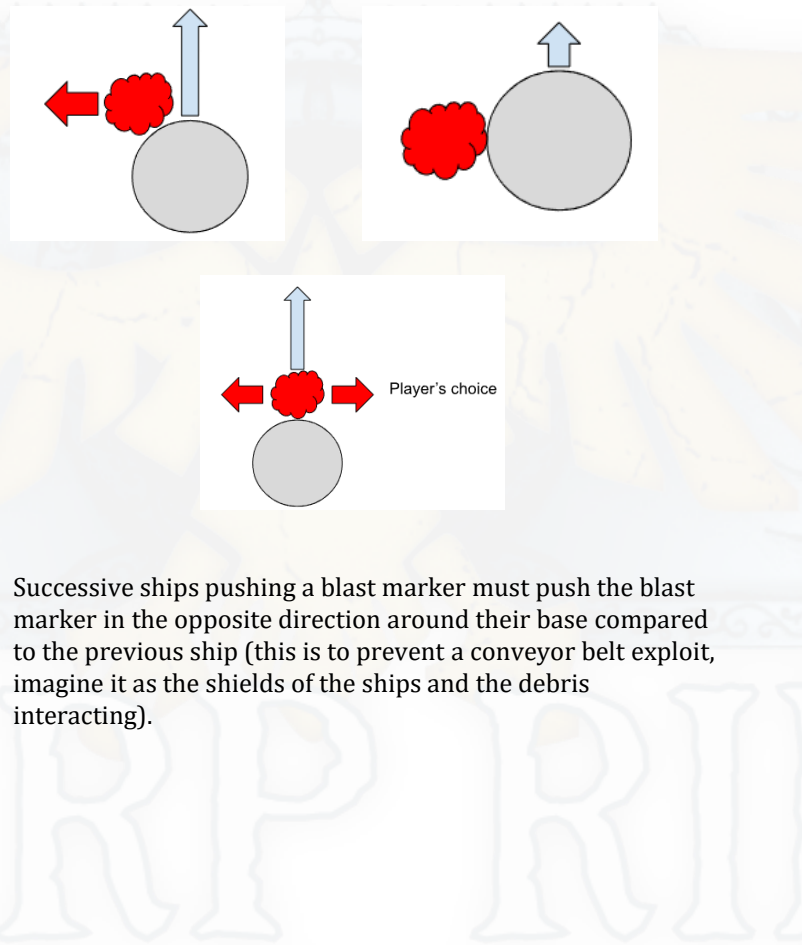 Player's choice
Successive ships pushing a blast marker must push the blast
marker in the opposite direction around their base compared
to the previous ship (this is to prevent a conveyor belt exploit,
imagine it as the shields of the ships and the debris
interacting).
RP RI